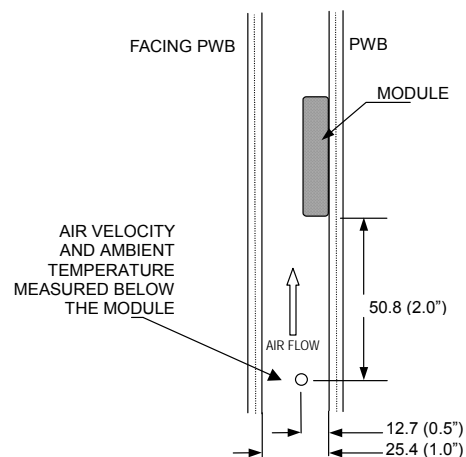 FACING PWB
PWB
MODULE
AIR VELOCITY
AND AMBIENT
TEMPERATURE
MEASURED BELOW
THE MODULE
50.8 (2.0”)
AIR FLOW
12.7 (0.5”)
25.4 (1.0”)